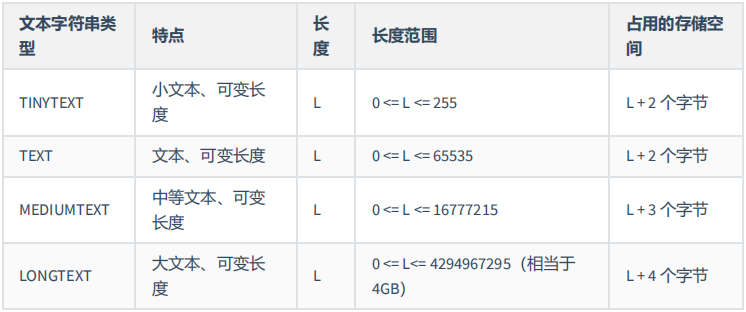 文本字符串类型 特点 长度 长度范围 占用的存储空间
TINYTEXT 小文本、可变长度 L 0 <= L <= 255 L + 2 个字节
TEXT 文本、可变长度 L 0 <= L <= 65535 L + 2 个字节
MEDIUMTEXT 中等文本、可变长度 L 0 <= L <= 16777215 L + 3 个字节
LONGTEXT 大文本、可变长度 L 0 <= L<= 4294967295（相当于4GB） L + 4 个字节